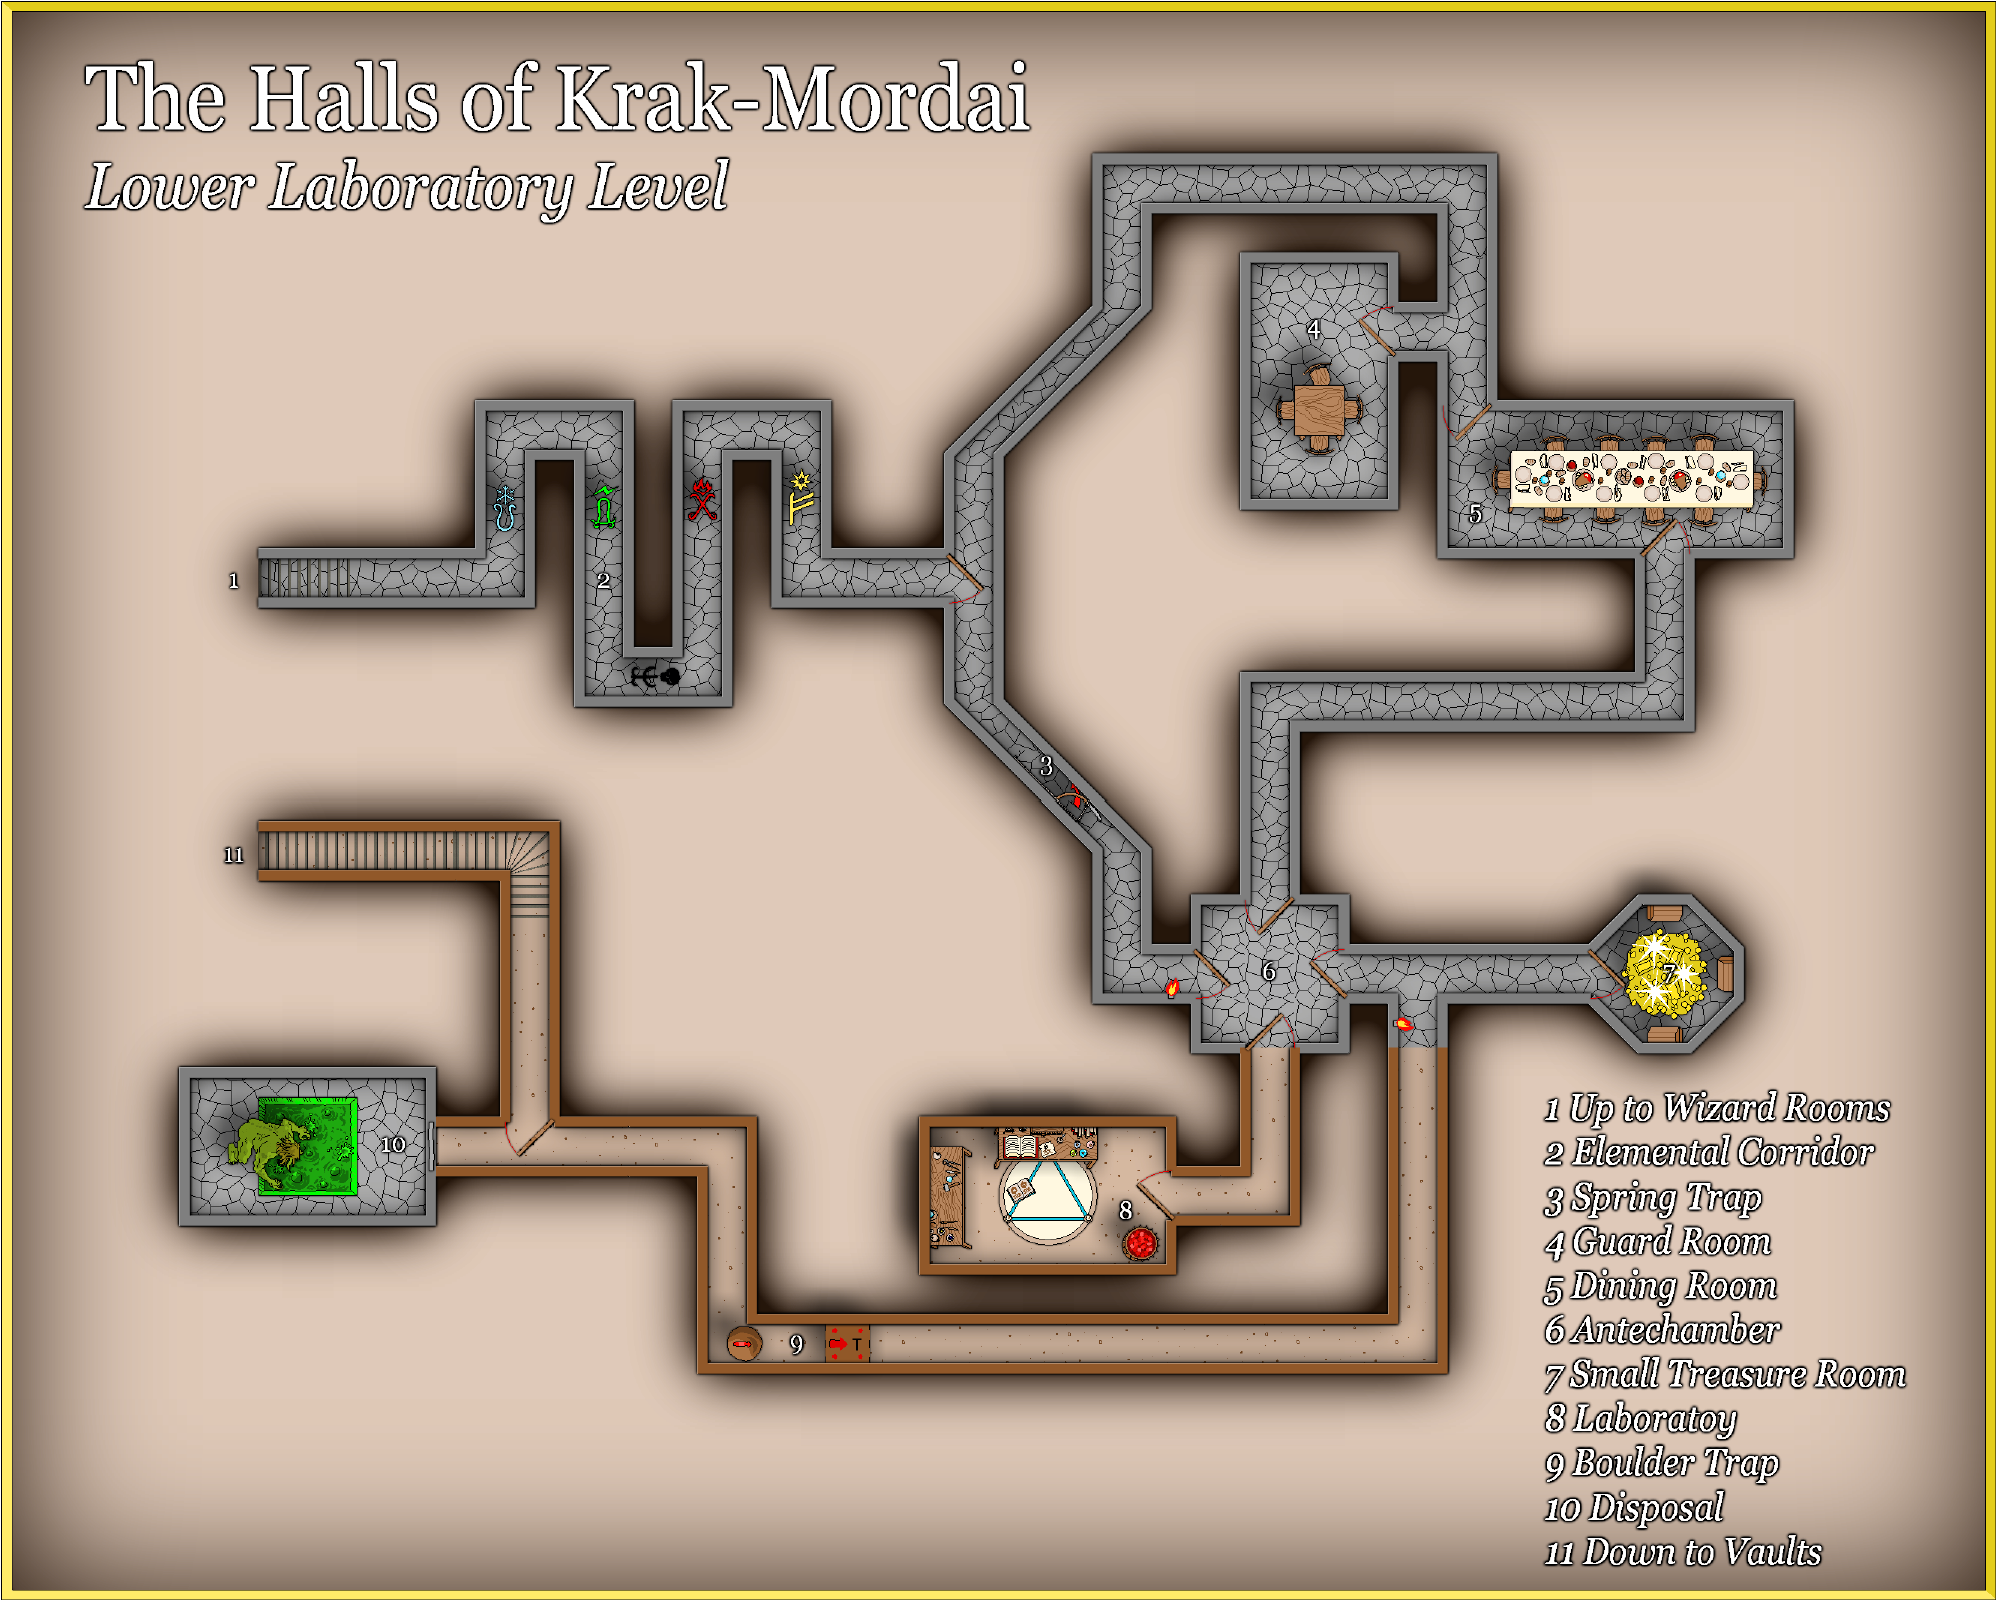 The Halls of Krak-Mordai
Lower Laboratory Level
4
5
1
2
3
11
6
7
10
8
9
T
1 Up to Wizard Rooms
2 Elemental Corridor
3 Spring Trap
4 Guard Room
5 Dining Room
6 Antechamber
7 Small Treasure Room
8 Laboratoy
9 Boulder Trap
10 Disposal
11 Down to Vaults